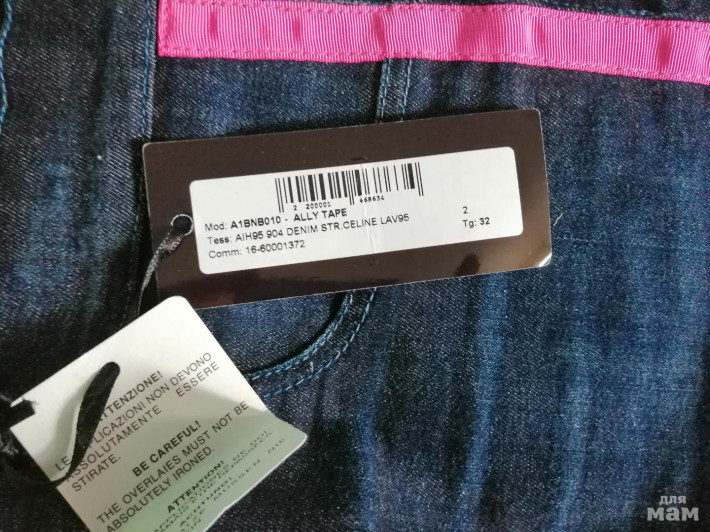 2 200001 468634
Mod: A1BNB010 - ALLY TAPE 2
Tess: AIH95 904 DENIM STR.CELINE LAV95 Tg: 32
Comm: 16-60001372
ATTENZIONE!
LE APPLICAZIONI NON DEVONO
ASSOLUTAMENTE ESSERE
STIRATE.
BE CAREFUL!
THE OVERLAIES MUST NOT BE
ABSOLUTELY IRONED.
ATTENTION!
для
мам